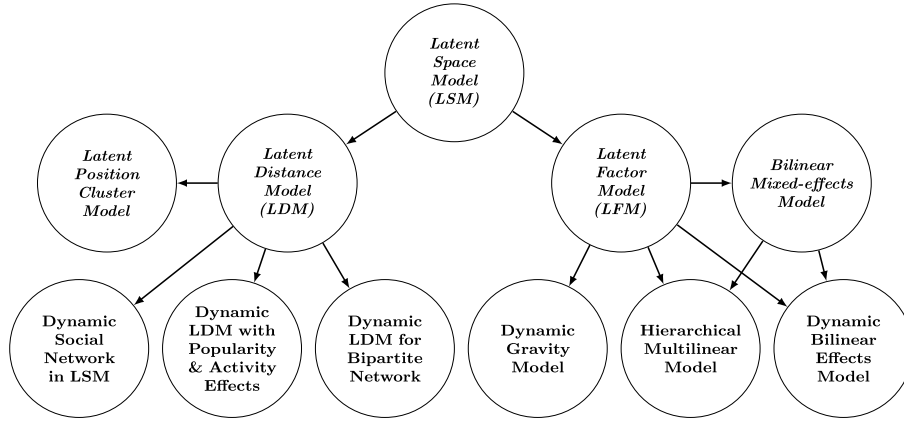 Latent
Space
Model
(LSM)
Latent
Position
Cluster
Model
Latent
Distance
Model
(LDM)
Latent
Factor
Model
(LFM)
Bilinear
Mixed-effects
Model
Dynamic
Social
Network
in LSM
Dynamic
LDM with
Popularity
& Activity
Effects
Dynamic
LDM for
Bipartite
Network
Dynamic
Gravity
Model
Hierarchical
Multilinear
Model
Dynamic
Bilinear
Effects
Model